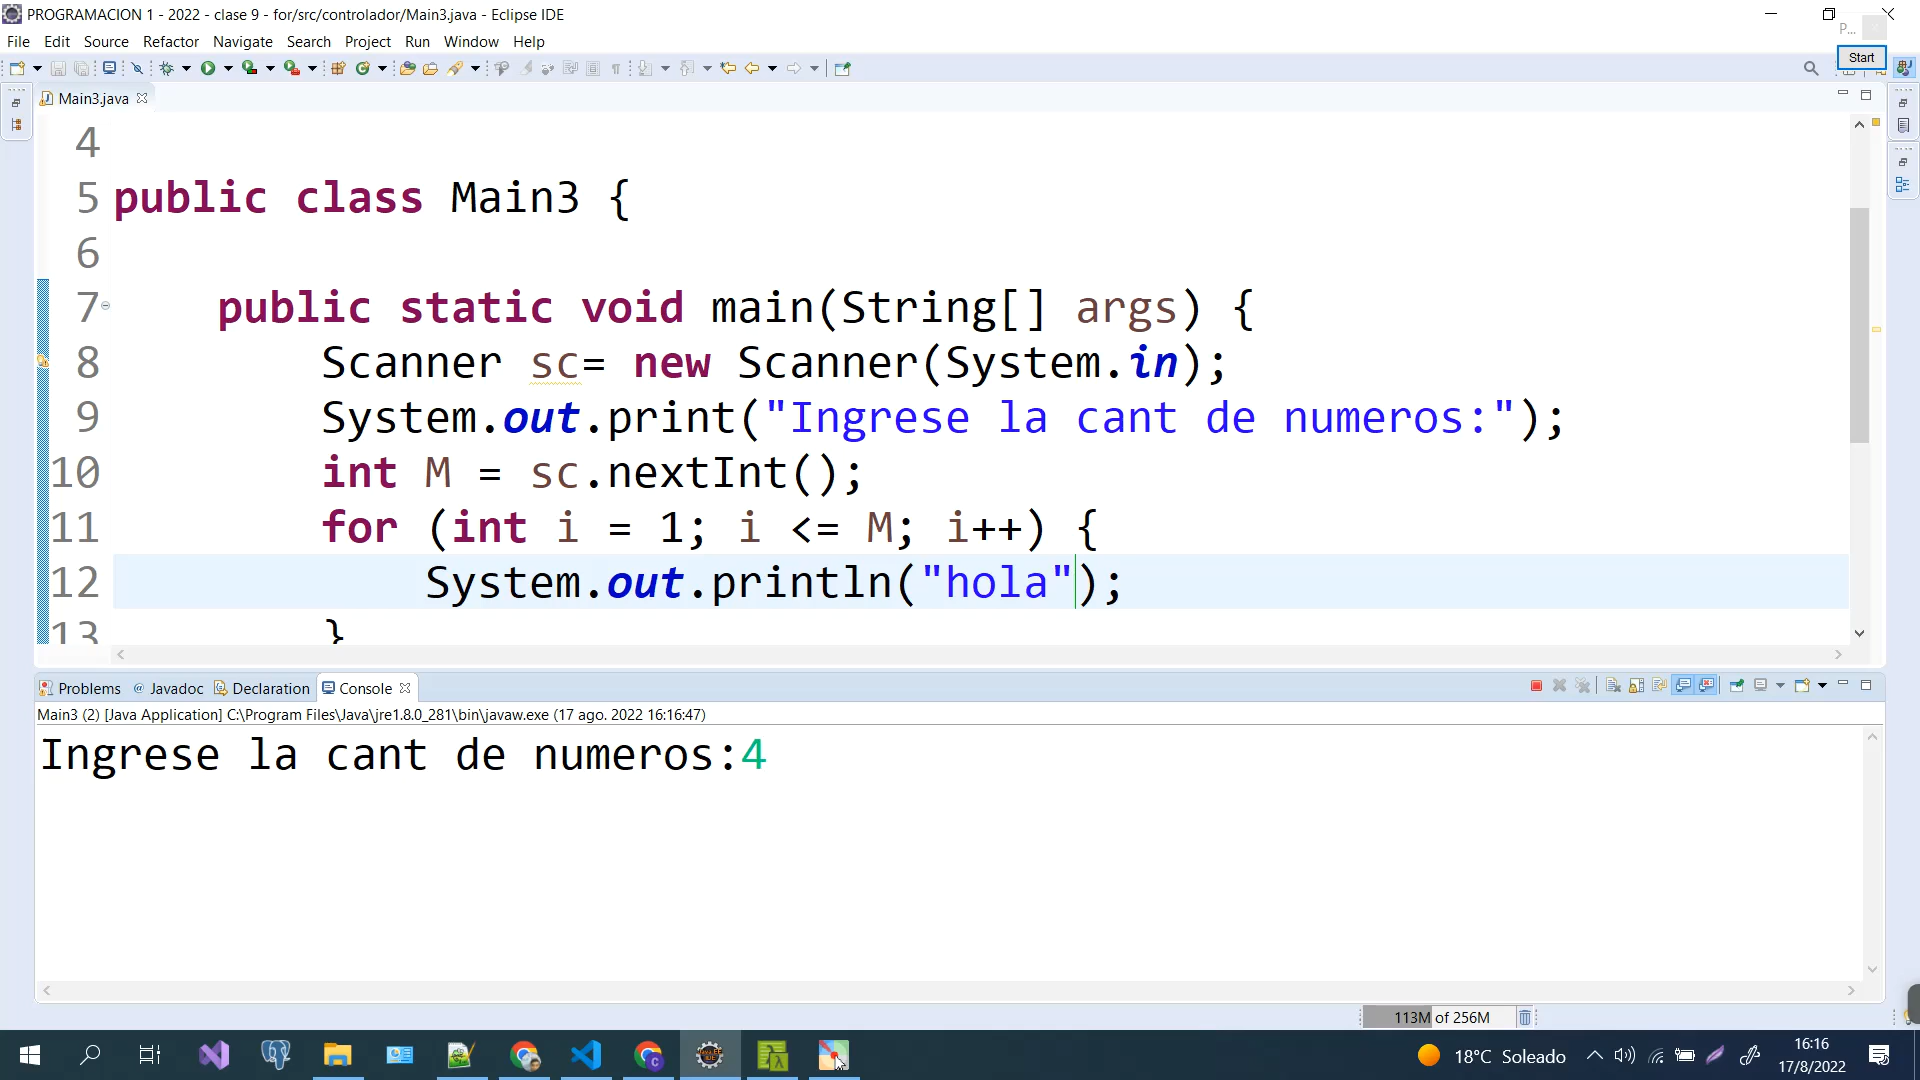 PROGRAMACION 1 - 2022 - clase 9 - for/src/controlador/Main3.java - Eclipse IDE
P...
File Edit Source Refactor Navigate Search Project Run Window Help
Start
Main3.java
4
5 public class Main3 {
6
7 public static void main(String[] args) {
8 Scanner sc= new Scanner(System.in);
9 System.out.print("Ingrese la cant de numeros:");
10 int M = sc.nextInt();
11 for (int i = 1; i <= M; i++) {
12 System.out.println("hola");
13 }
Problems Javadoc Declaration Console
Main3 (2) [Java Application] C:\Program Files\Java\jre1.8.0_281\bin\javaw.exe (17 ago. 2022 16:16:47)
Ingrese la cant de numeros:4
113M of 256M
18°C Soleado
16:16
17/8/2022